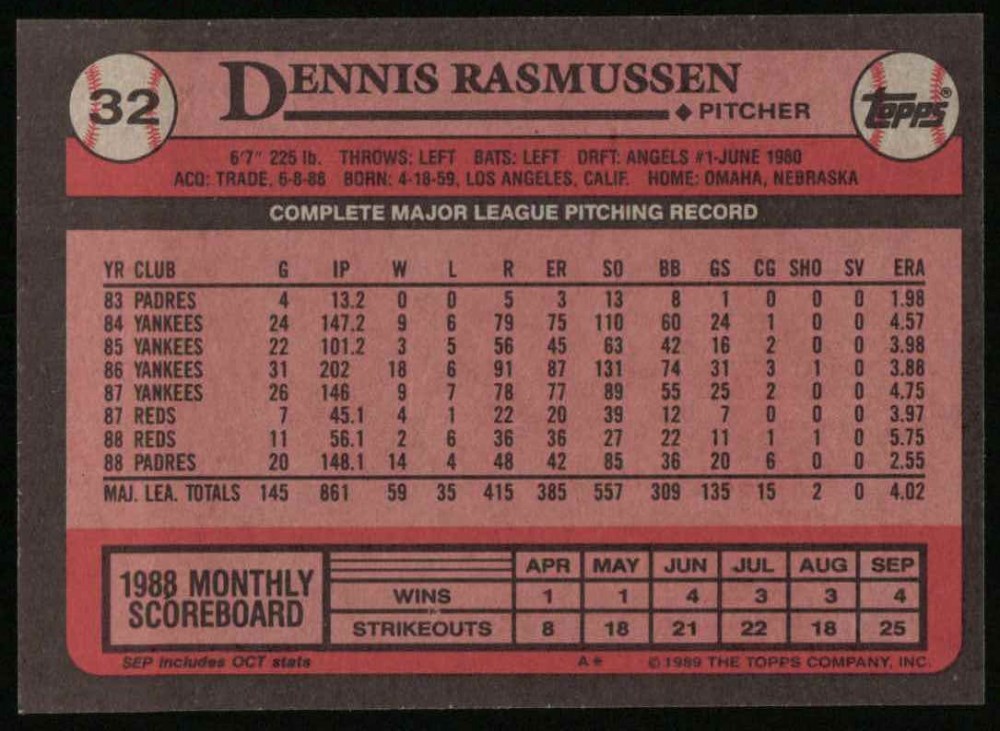 32
DENNIS RASMUSSEN
◆ PITCHER
Topps®
6'7" 225 lb. THROWS: LEFT BATS: LEFT DRFT: ANGELS #1-JUNE 1980
ACQ: TRADE, 6-8-88 BORN: 4-18-59, LOS ANGELES, CALIF. HOME: OMAHA, NEBRASKA
COMPLETE MAJOR LEAGUE PITCHING RECORD
YR CLUB G IP W L R ER SO BB GS CG SHO SV ERA
83 PADRES 4 13.2 0 0 5 3 13 8 1 0 0 0 1.98
84 YANKEES 24 147.2 9 6 79 75 110 60 24 1 0 0 4.57
85 YANKEES 22 101.2 3 5 56 45 63 42 16 2 0 0 3.98
86 YANKEES 31 202 18 6 91 87 131 74 31 3 1 0 3.88
87 YANKEES 26 146 9 7 78 77 89 55 25 2 0 0 4.75
87 REDS 7 45.1 4 1 22 20 39 12 7 0 0 0 3.97
88 REDS 11 56.1 2 6 36 36 27 22 11 1 1 0 5.75
88 PADRES 20 148.1 14 4 48 42 85 36 20 6 0 0 2.55
MAJ. LEA. TOTALS 145 861 59 35 415 385 557 309 135 15 2 0 4.02
1988 MONTHLY
SCOREBOARD
APR MAY JUN JUL AUG SEP
WINS 1 1 4 3 3 4
STRIKEOUTS 8 18 21 22 18 25
SEP includes OCT stats
A* © 1989 THE TOPPS COMPANY, INC.